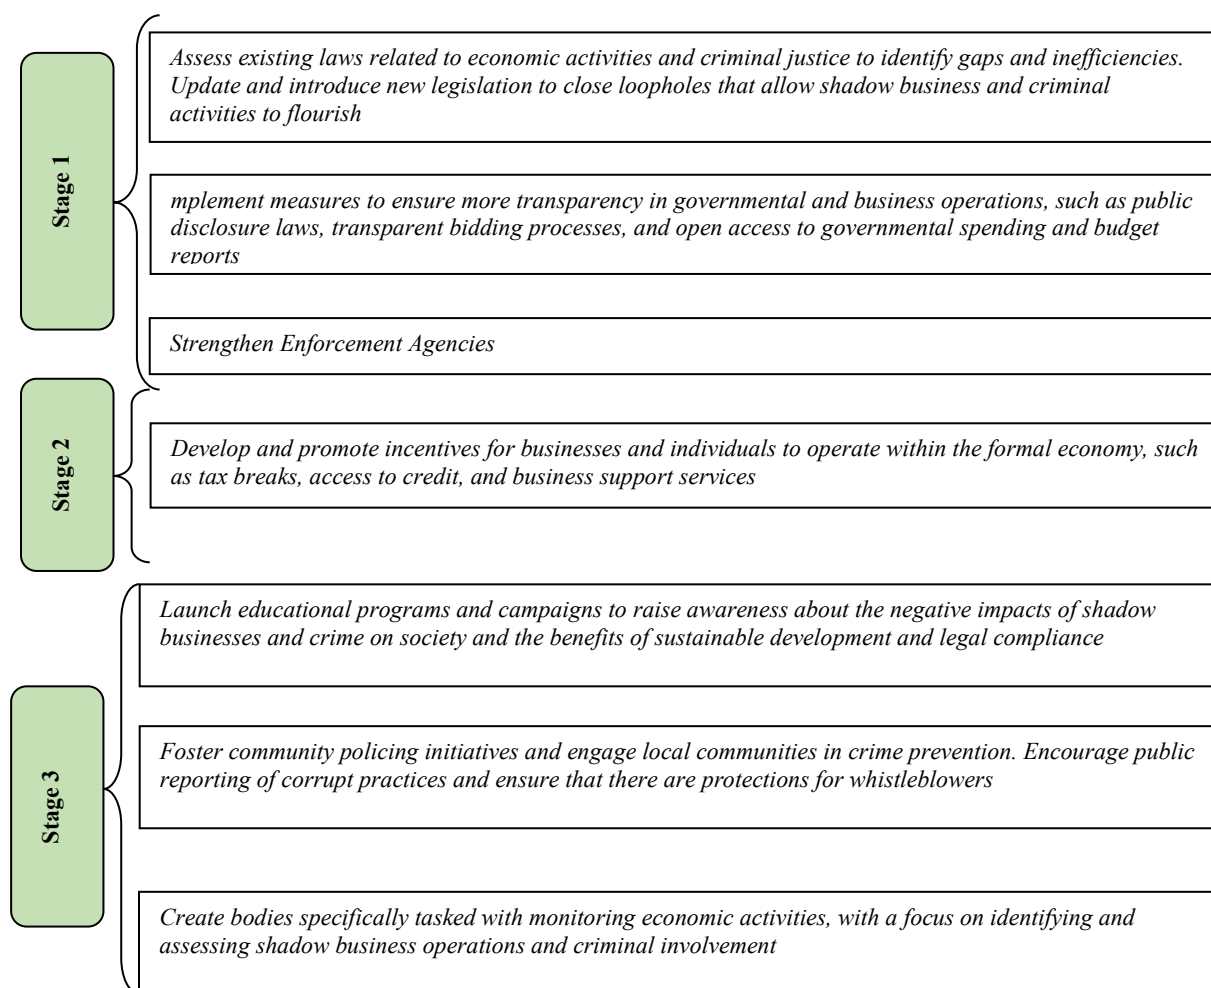 Stage 1
Assess existing laws related to economic activities and criminal justice to identify gaps and inefficiencies.
Update and introduce new legislation to close loopholes that allow shadow business and criminal
activities to flourish
mplement measures to ensure more transparency in governmental and business operations, such as public
disclosure laws, transparent bidding processes, and open access to governmental spending and budget
reports
Strengthen Enforcement Agencies
Stage 2
Develop and promote incentives for businesses and individuals to operate within the formal economy, such
as tax breaks, access to credit, and business support services
Stage 3
Launch educational programs and campaigns to raise awareness about the negative impacts of shadow
businesses and crime on society and the benefits of sustainable development and legal compliance
Foster community policing initiatives and engage local communities in crime prevention. Encourage public
reporting of corrupt practices and ensure that there are protections for whistleblowers
Create bodies specifically tasked with monitoring economic activities, with a focus on identifying and
assessing shadow business operations and criminal involvement